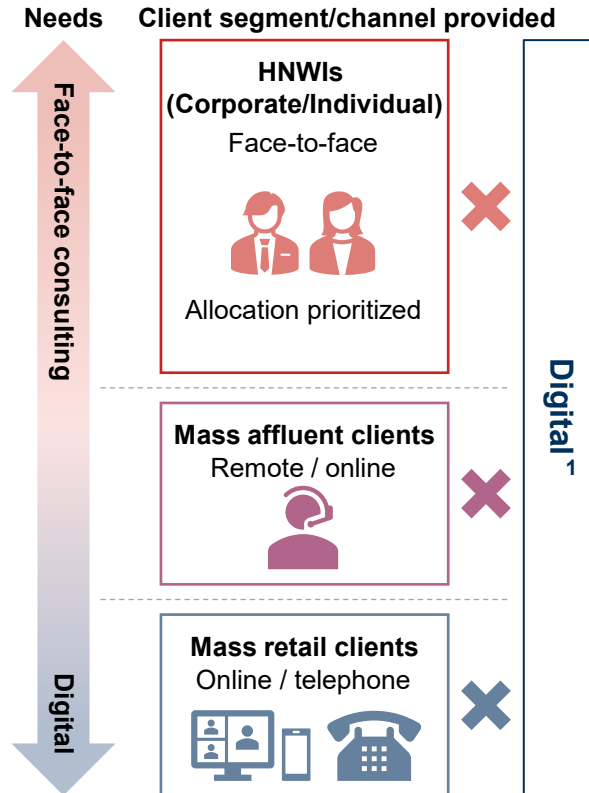 Needs
Client segment/channel provided
Face-to-face consulting
Digital
HNWIs
(Corporate/Individual)
Face-to-face
Allocation prioritized
Mass affluent clients
Remote / online
Mass retail clients
Online / telephone
Digital 1